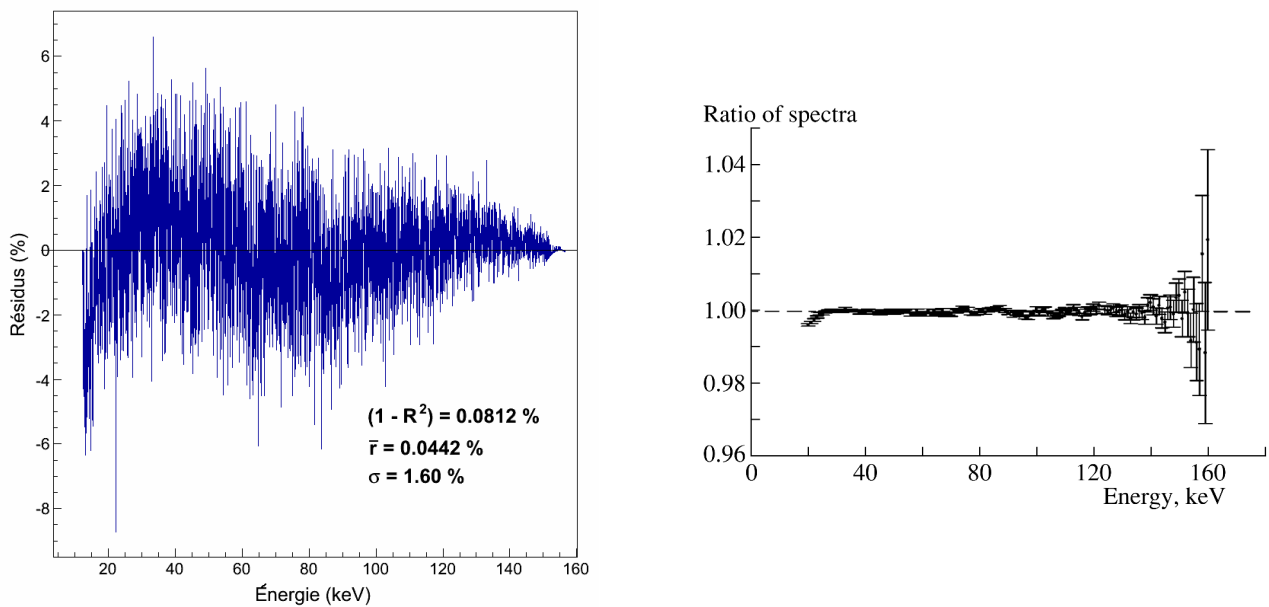 Résidus (%)
6
4
2
0
-2
-4
-6
-8
(1 - R²) = 0.0812 %
r̅ = 0.0442 %
σ = 1.60 %
20 40 60 80 100 120 140 160
Énergie (keV)
Ratio of spectra
1.04
1.02
1.00
0.98
0.96
0 40 80 120 160
Energy, keV